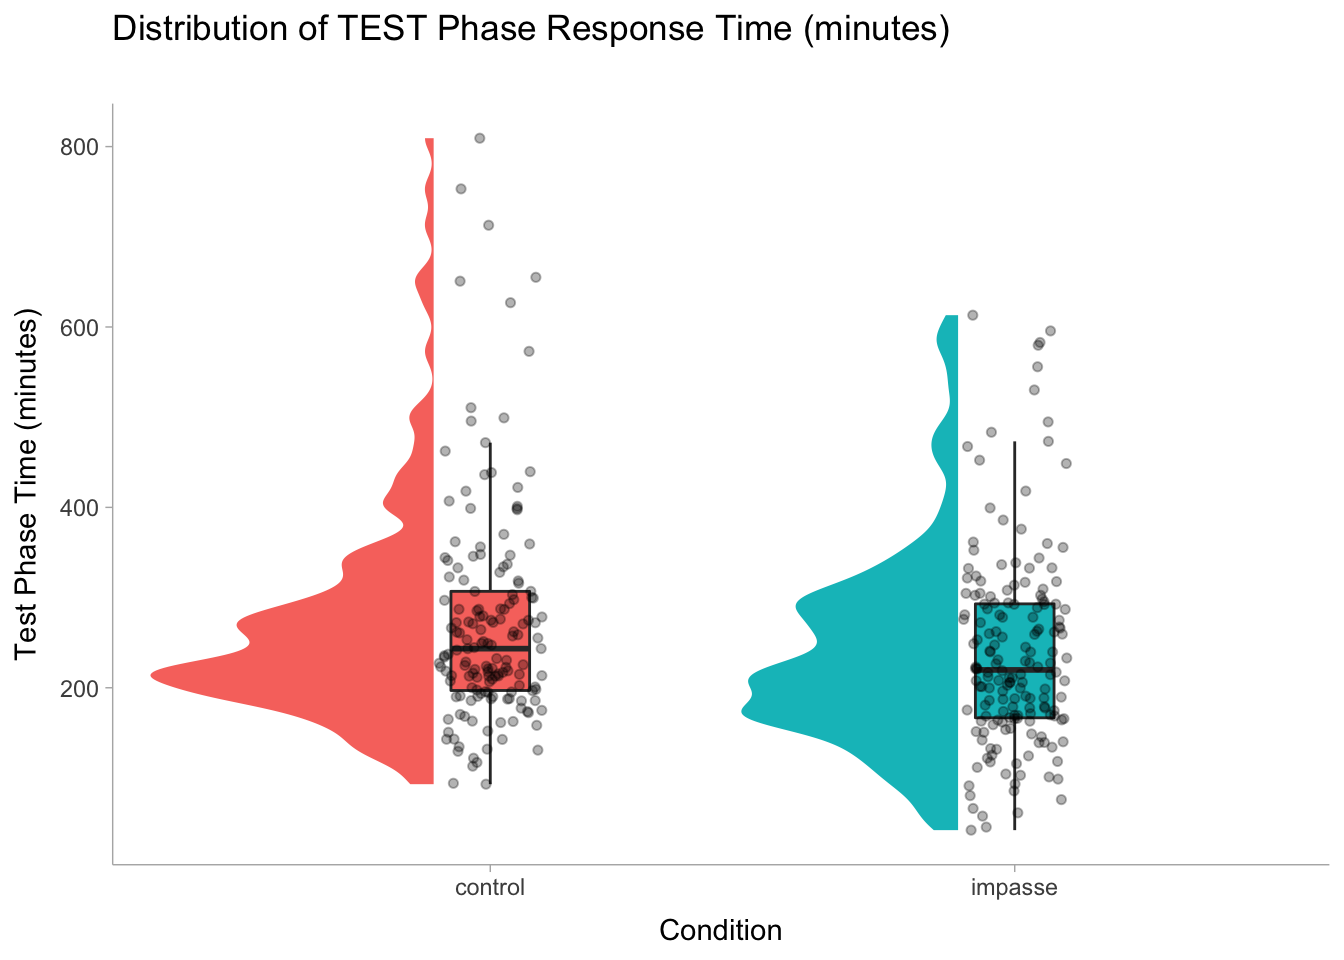 Distribution of TEST Phase Response Time (minutes)
Test Phase Time (minutes)
800
600
400
200
control
impasse
Condition